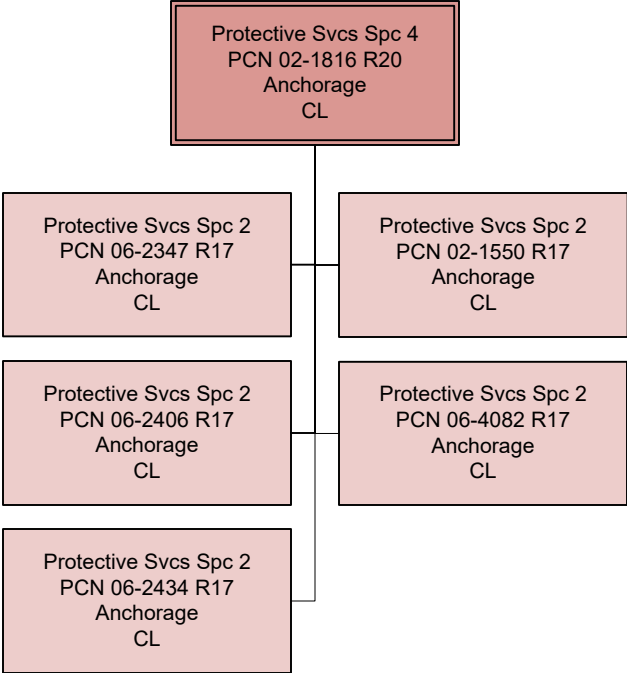 Protective Svcs Spc 4
PCN 02-1816 R20
Anchorage
CL
Protective Svcs Spc 2
PCN 06-2347 R17
Anchorage
CL
Protective Svcs Spc 2
PCN 02-1550 R17
Anchorage
CL
Protective Svcs Spc 2
PCN 06-2406 R17
Anchorage
CL
Protective Svcs Spc 2
PCN 06-4082 R17
Anchorage
CL
Protective Svcs Spc 2
PCN 06-2434 R17
Anchorage
CL